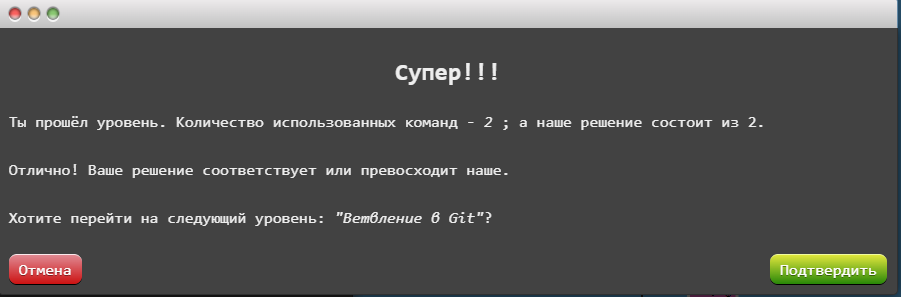 Супер!!!
Ты прошёл уровень. Количество использованных команд - 2 ; а наше решение состоит из 2.
Отлично! Ваше решение соответствует или превосходит наше.
Хотите перейти на следующий уровень: "Ветвление в Git"?
Отмена
Подтвердить